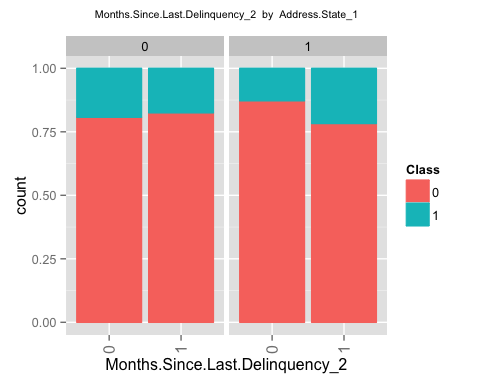 Months.Since.Last.Delinquency_2 by Address.State_1
0 1
1.00
0.75
0.50
0.25
0.00
count
0 1 0 1
Months.Since.Last.Delinquency_2
Class
0
1